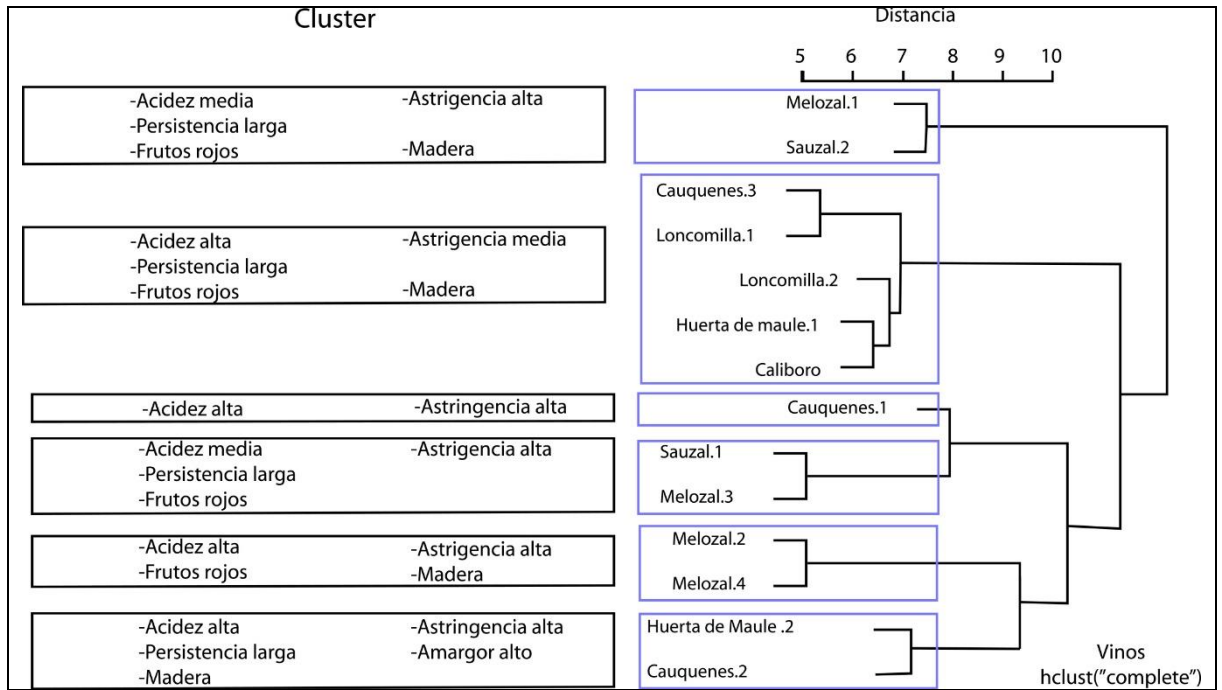 Cluster
Distancia
5 6 7 8 9 10
-Acidez media -Astrigencia alta
-Persistencia larga
-Frutos rojos -Madera
Melozal.1
Sauzal.2
-Acidez alta -Astrigencia media
-Persistencia larga
-Frutos rojos -Madera
Cauquenes.3
Loncomilla.1
Loncomilla.2
Huerta de maule.1
Caliboro
-Acidez alta -Astringencia alta
Cauquenes.1
-Acidez media -Astrigencia alta
-Persistencia larga
-Frutos rojos
Sauzal.1
Melozal.3
-Acidez alta -Astrigencia alta
-Frutos rojos -Madera
Melozal.2
Melozal.4
-Acidez alta -Astringencia alta
-Persistencia larga -Amargor alto
-Madera
Huerta de Maule .2
Cauquenes.2
Vinos
hclust("complete")